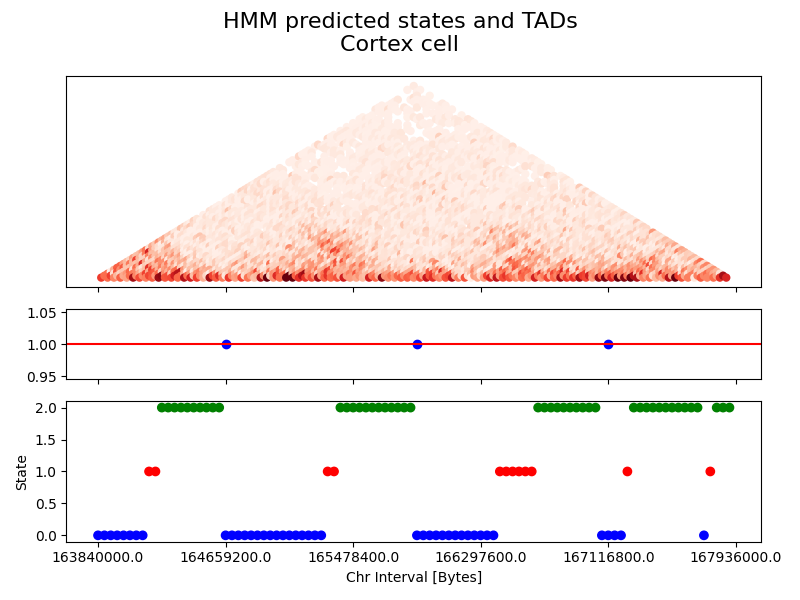 HMM predicted states and TADs
Cortex cell
1.05
1.00
0.95
2.0
1.5
1.0
0.5
0.0
State
163840000.0 164659200.0 165478400.0 166297600.0 167116800.0 167936000.0
Chr Interval [Bytes]